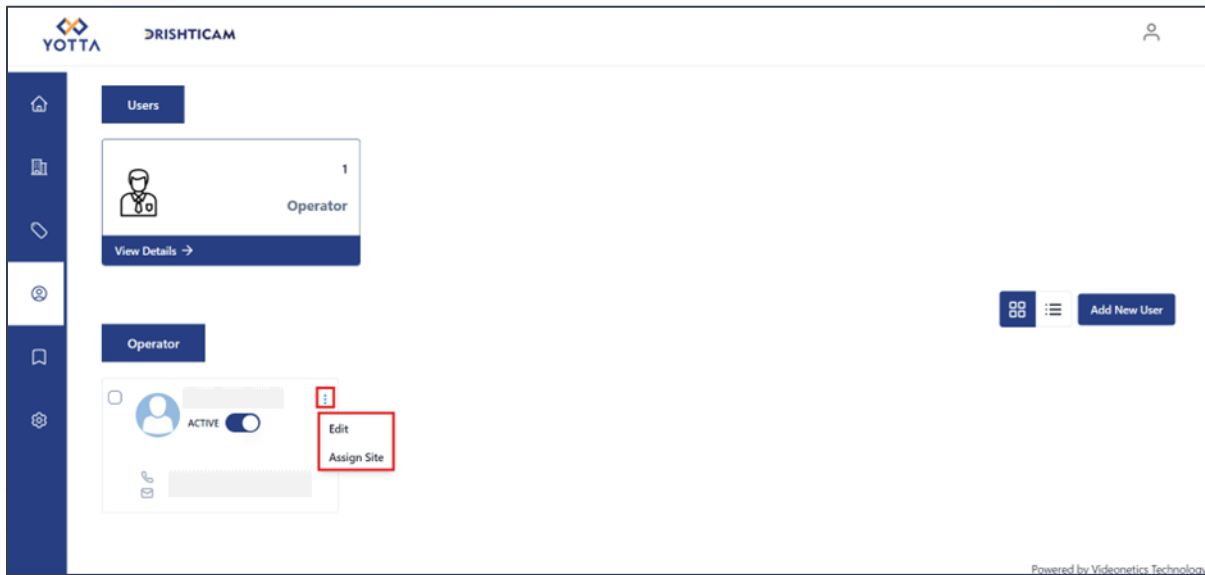 YOTTA
DRISHTICAM
Users
1
Operator
View Details →
Add New User
Operator
ACTIVE
Edit
Assign Site
Powered by Videonetics Technology